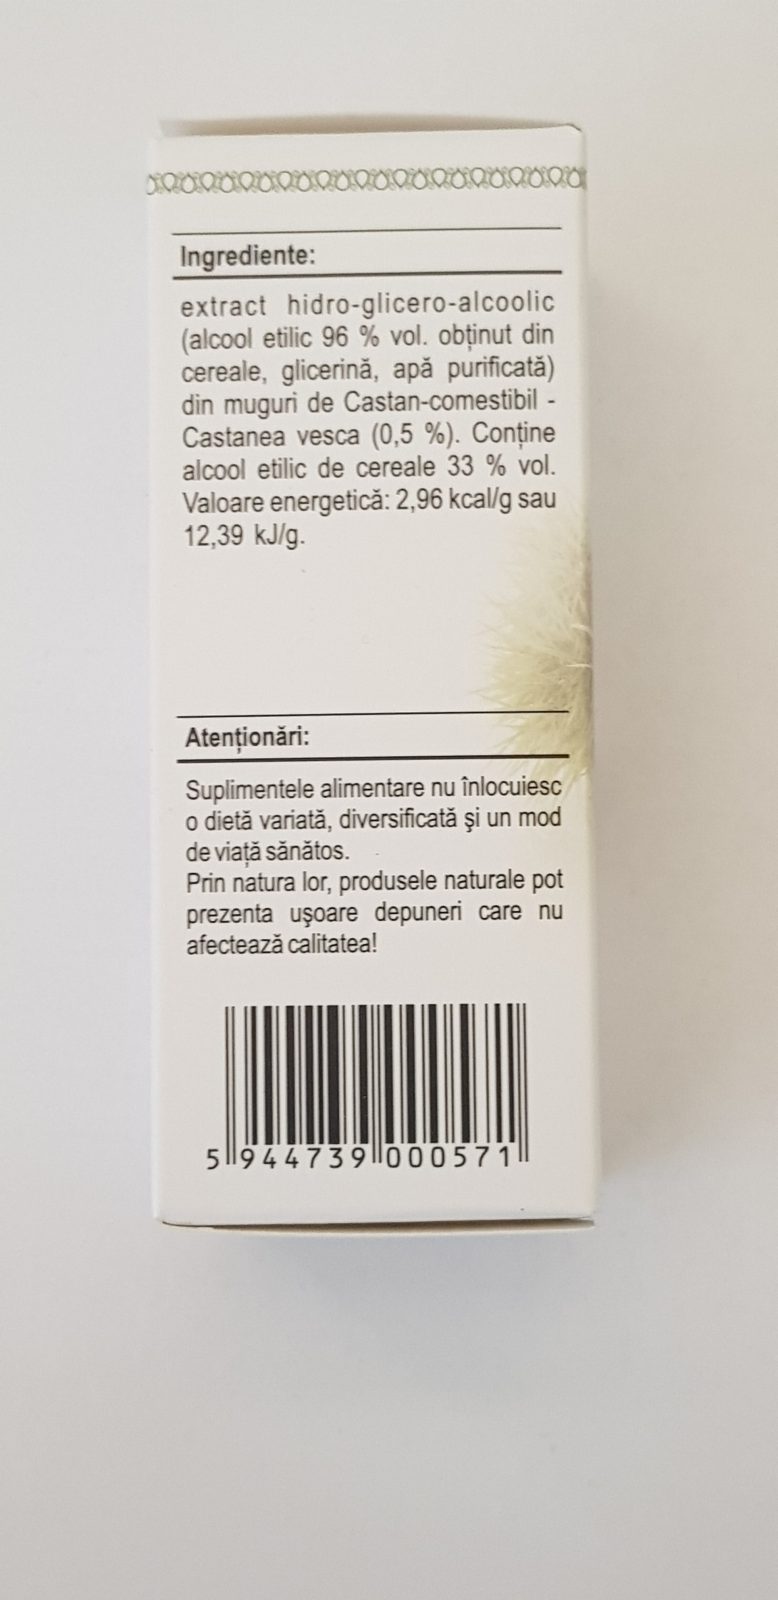 Ingrediente:
extract hidro-glicero-alcoolic
(alcool etilic 96 % vol. obținut din
cereale, glicerină, apă purificată)
din muguri de Castan-comestibil -
Castanea vesca (0,5 %). Conține
alcool etilic de cereale 33 % vol.
Valoare energetică: 2,96 kcal/g sau
12,39 kJ/g.
Atenționări:
Suplimentele alimentare nu înlocuiesc
o dietă variată, diversificată şi un mod
de viață sănătos.
Prin natura lor, produsele naturale pot
prezenta uşoare depuneri care nu
afectează calitatea!
5 944739 000571